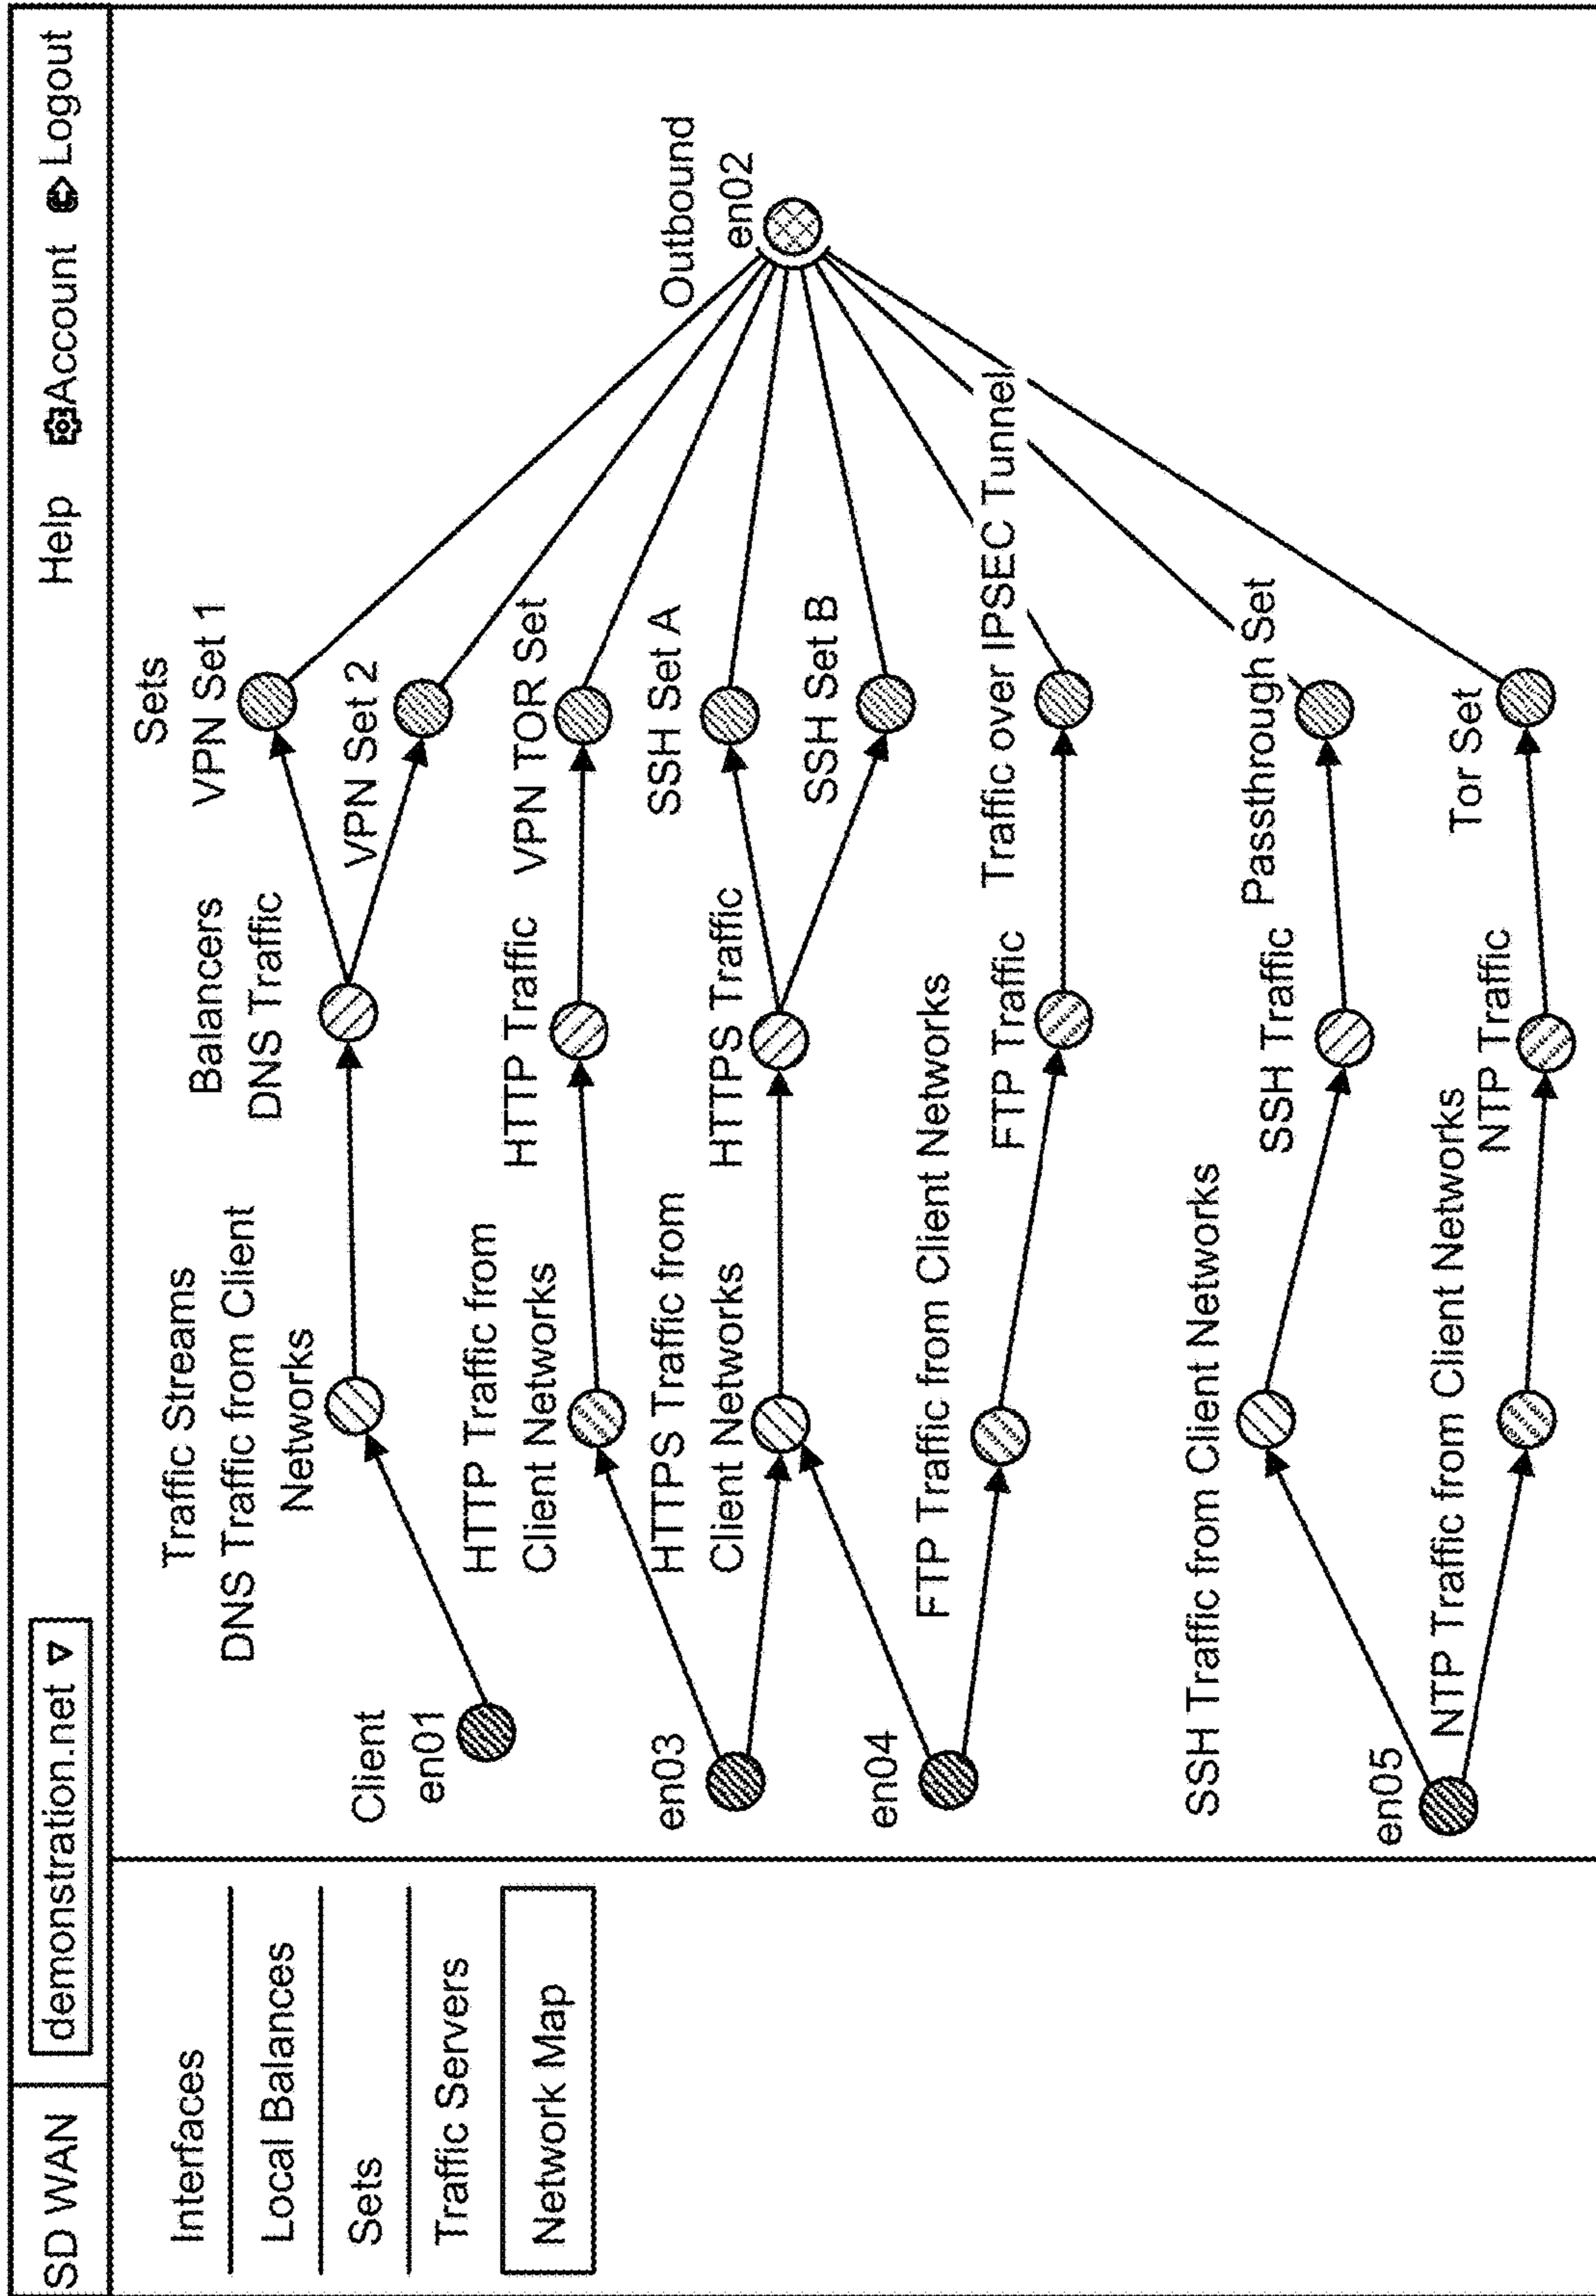 SD WAN
demonstration.net ▽
Help
Account
Logout
Interfaces
Local Balances
Sets
Traffic Servers
Network Map
Client
en01
en03
en04
en05
Traffic Streams
DNS Traffic from Client
Networks
HTTP Traffic from
Client Networks
HTTPS Traffic from
Client Networks
FTP Traffic from Client Networks
SSH Traffic from Client Networks
NTP Traffic from Client Networks
Balancers
DNS Traffic
HTTP Traffic
HTTPS Traffic
FTP Traffic
SSH Traffic
NTP Traffic
Sets
VPN Set 1
VPN Set 2
VPN TOR Set
SSH Set A
SSH Set B
Traffic over IPSEC Tunnel
Passthrough Set
Tor Set
Outbound
en02